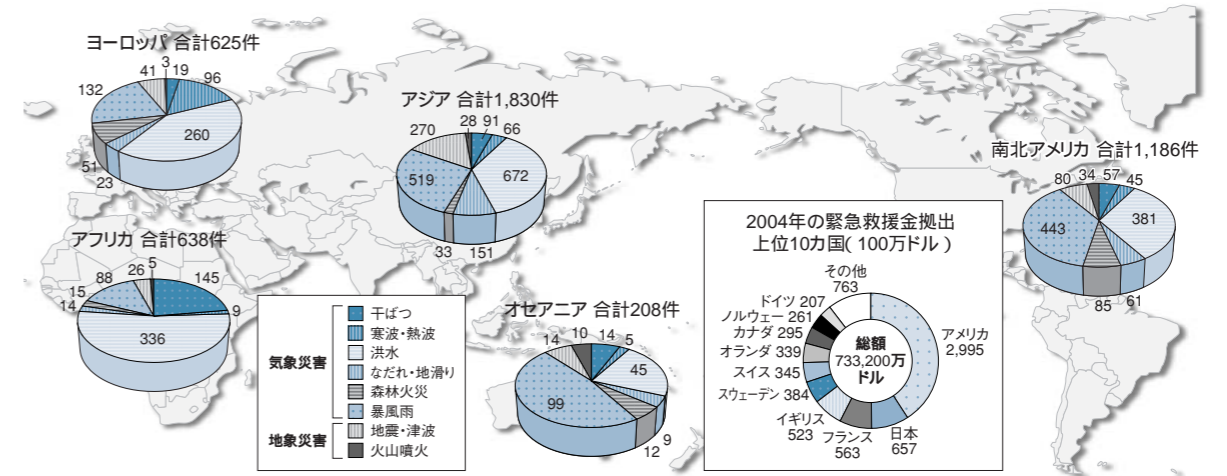 ヨーロッパ 合計625件
3
41
19
96
132
260
51
23
アジア 合計1,830件
28
91
270
66
519
672
33
151
南北アメリカ 合計1,186件
80
34
57
45
443
381
85
61
アフリカ 合計638件
5
26
145
88
15
14
9
336
気象災害
干ばつ
寒波・熱波
洪水
なだれ・地滑り
森林火災
暴風雨
地象災害
地震・津波
火山噴火
オセアニア 合計208件
10
14
14
5
45
99
9
12
2004年の緊急救援金拠出
上位10カ国( 100万ドル )
その他
763
ドイツ 207
ノルウェー 261
カナダ 295
オランダ 339
スイス 345
スウェーデン 384
イギリス
523
フランス
563
日本
657
アメリカ
2,995
総額
733,200万
ドル